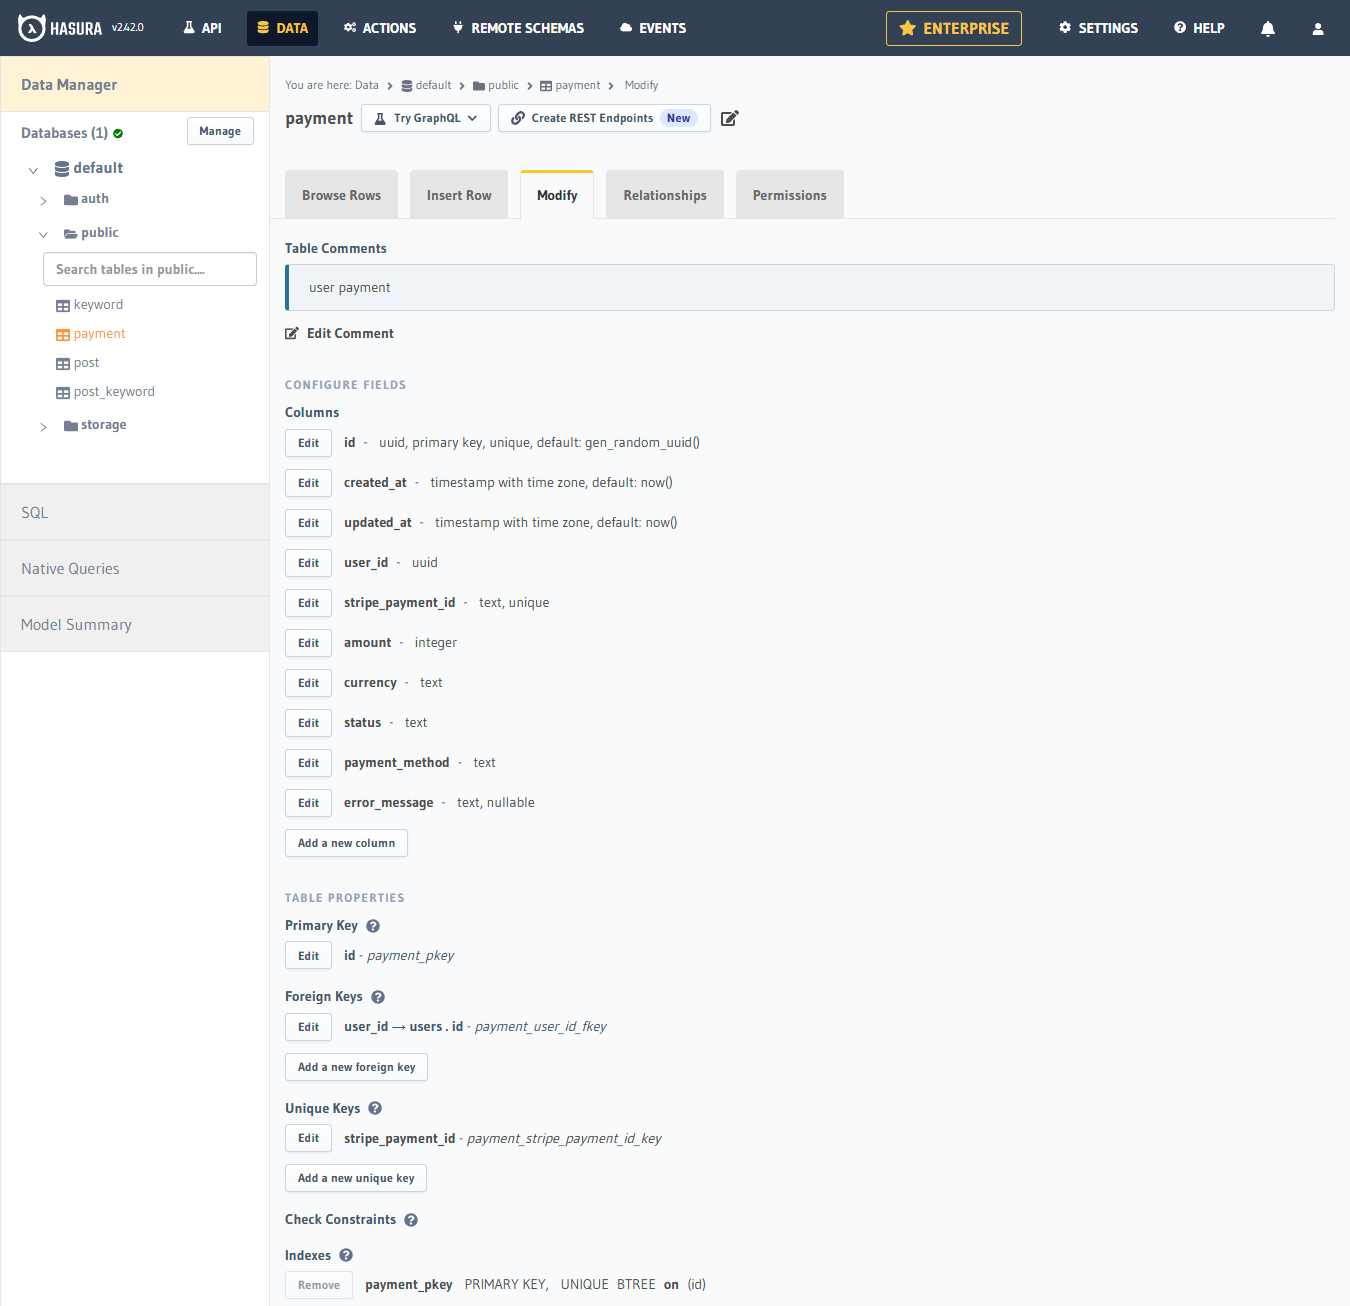 HASURA v2.42.0 API DATA ACTIONS REMOTE SCHEMAS EVENTS ENTERPRISE SETTINGS HELP
Data Manager
Databases (1)
Manage
default
auth
public
Search tables in public....
keyword
payment
post
post_keyword
storage
SQL
Native Queries
Model Summary
You are here: Data > default > public > payment > Modify
payment
Try GraphQL
Create REST Endpoints New
Browse Rows
Insert Row
Modify
Relationships
Permissions
Table Comments
user payment
Edit Comment
CONFIGURE FIELDS
Columns
Edit id - uuid, primary key, unique, default: gen_random_uuid()
Edit created_at - timestamp with time zone, default: now()
Edit updated_at - timestamp with time zone, default: now()
Edit user_id - uuid
Edit stripe_payment_id - text, unique
Edit amount - integer
Edit currency - text
Edit status - text
Edit payment_method - text
Edit error_message - text, nullable
Add a new column
TABLE PROPERTIES
Primary Key ?
Edit id - payment_pkey
Foreign Keys ?
Edit user_id → users . id - payment_user_id_fkey
Add a new foreign key
Unique Keys ?
Edit stripe_payment_id - payment_stripe_payment_id_key
Add a new unique key
Check Constraints ?
Indexes ?
Remove payment_pkey PRIMARY KEY, UNIQUE BTREE on (id)